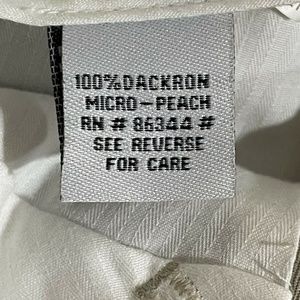 100%DACKRON
MICRO-PEACH
RN # 86344 #
SEE REVERSE
FOR CARE